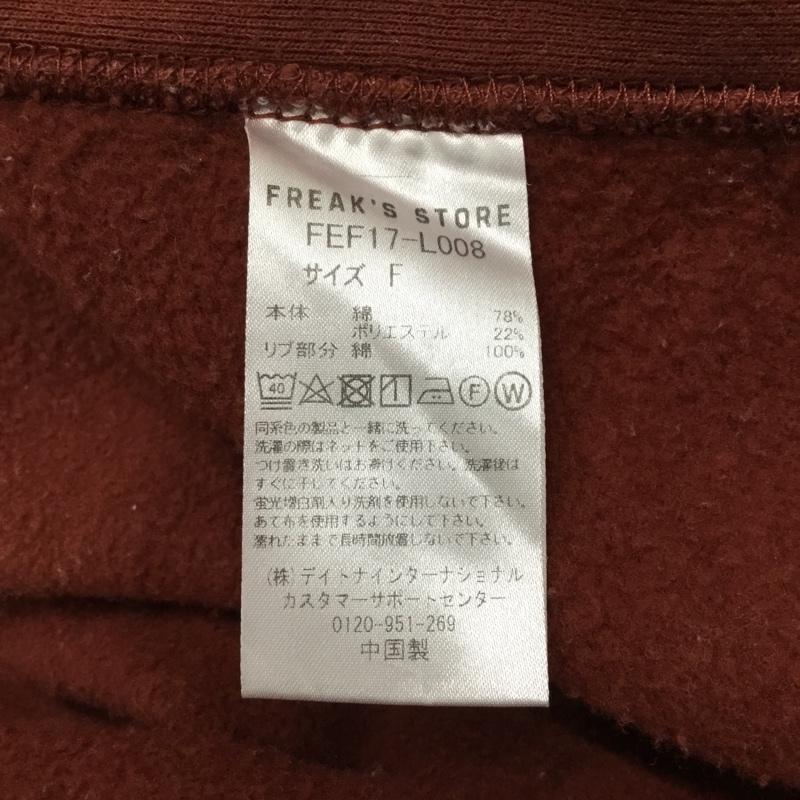 FREAK'S STORE
FEF17-L008
サイズ F
本体 綿 78%
ポリエステル 22%
リブ部分 綿 100%
40 F W
同系色の製品と一緒に洗ってください。
洗濯の際はネットをご使用下さい。
つけ置き洗いはお避けください。洗濯後は
すぐに干してください。
蛍光増白剤入り洗剤を使用しないで下さい。
あて布を使用するようにして下さい。
濡れたままで長時間放置しないで下さい。
(株)デイトナインターナショナル
カスタマーサポートセンター
0120-951-269
中国製